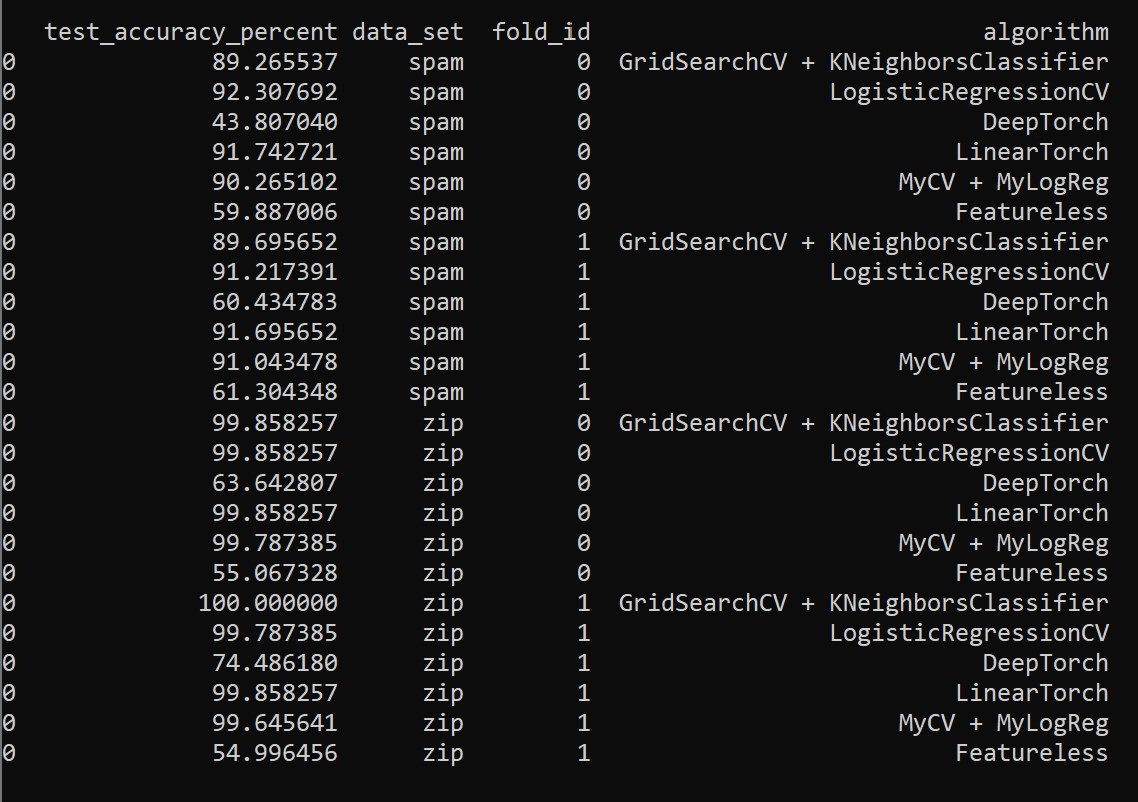 test_accuracy_percent data_set fold_id algorithm
0 89.265537 spam 0 GridSearchCV + KNeighborsClassifier
0 92.307692 spam 0 LogisticRegressionCV
0 43.807040 spam 0 DeepTorch
0 91.742721 spam 0 LinearTorch
0 90.265102 spam 0 MyCV + MyLogReg
0 59.887006 spam 0 Featureless
0 89.695652 spam 1 GridSearchCV + KNeighborsClassifier
0 91.217391 spam 1 LogisticRegressionCV
0 60.434783 spam 1 DeepTorch
0 91.695652 spam 1 LinearTorch
0 91.043478 spam 1 MyCV + MyLogReg
0 61.304348 spam 1 Featureless
0 99.858257 zip 0 GridSearchCV + KNeighborsClassifier
0 99.858257 zip 0 LogisticRegressionCV
0 63.642807 zip 0 DeepTorch
0 99.858257 zip 0 LinearTorch
0 99.787385 zip 0 MyCV + MyLogReg
0 55.067328 zip 0 Featureless
0 100.000000 zip 1 GridSearchCV + KNeighborsClassifier
0 99.787385 zip 1 LogisticRegressionCV
0 74.486180 zip 1 DeepTorch
0 99.858257 zip 1 LinearTorch
0 99.645641 zip 1 MyCV + MyLogReg
0 54.996456 zip 1 Featureless